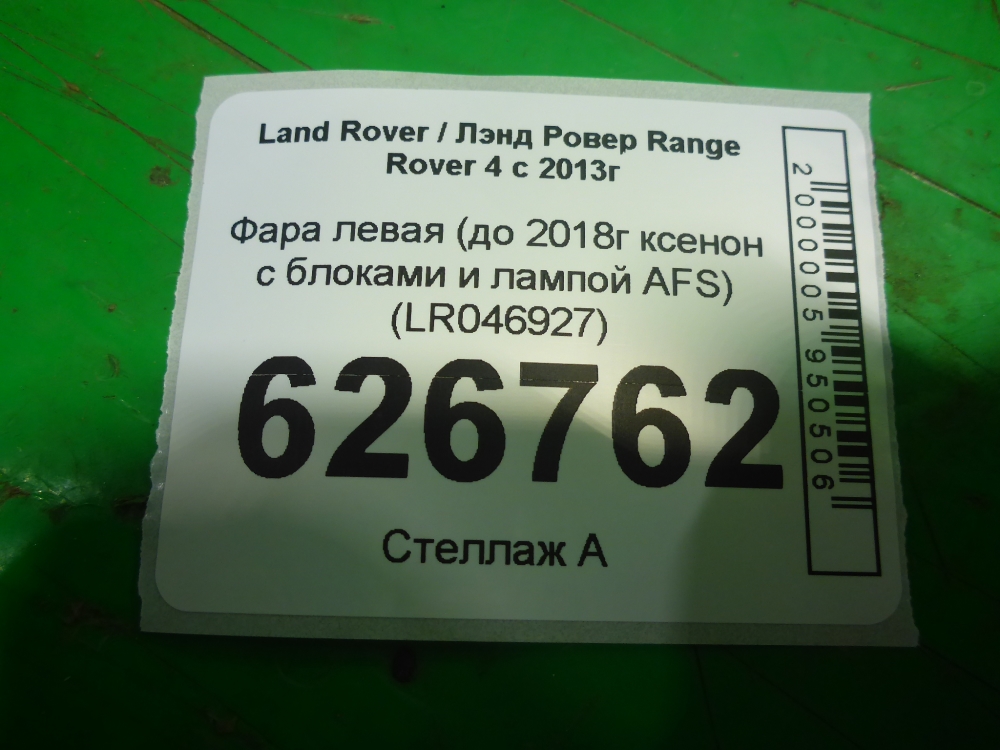 Land Rover / Лэнд Ровер Range
Rover 4 с 2013г
Фара левая (до 2018г ксенон
с блоками и лампой AFS)
(LR046927)
626762
Стеллаж А
2000005950506